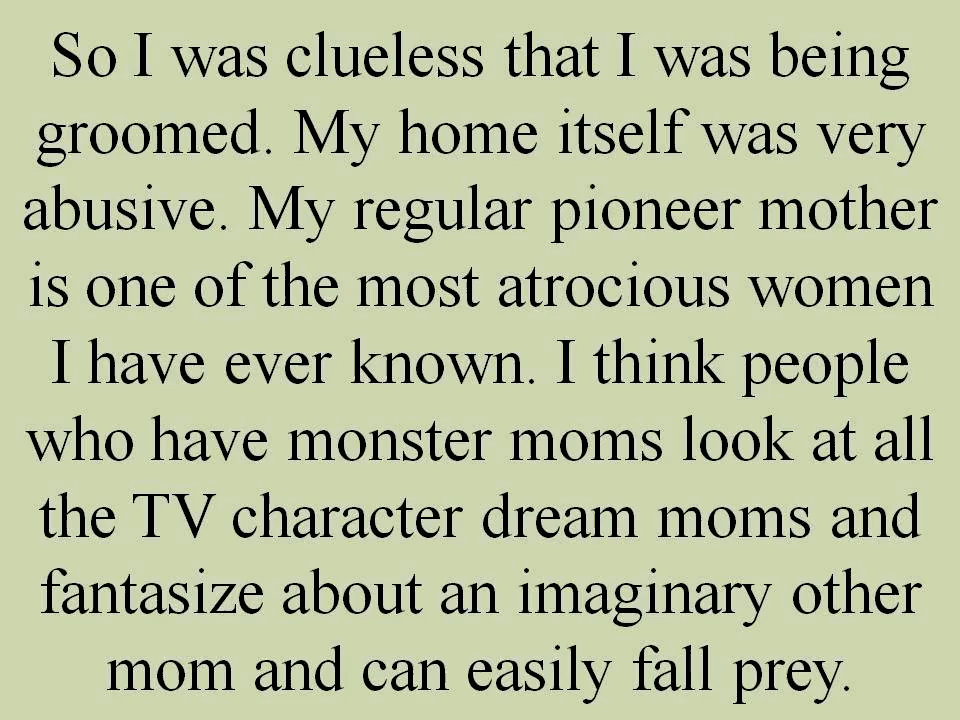 So I was clueless that I was being
groomed. My home itself was very
abusive. My regular pioneer mother
is one of the most atrocious women
I have ever known. I think people
who have monster moms look at all
the TV character dream moms and
fantasize about an imaginary other
mom and can easily fall prey.